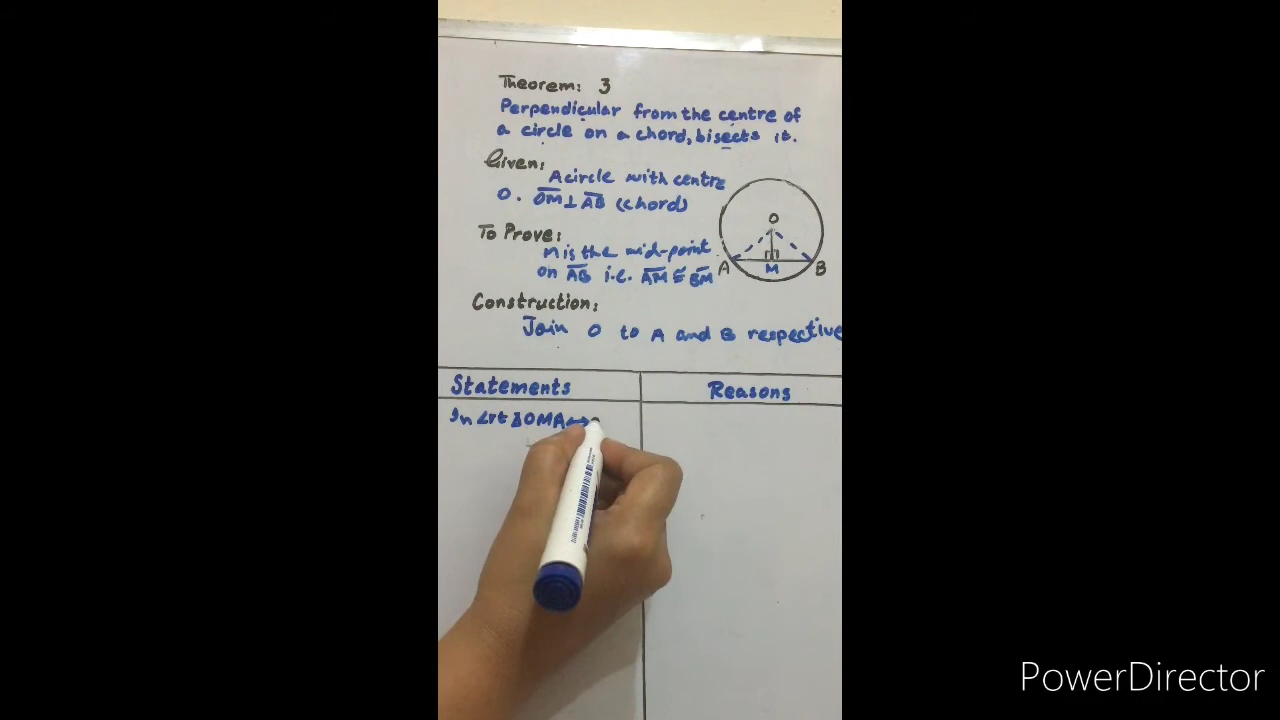 Theorem: 3
Perpendicular from the centre of
a circle on a chord, bisects it.
Given:
A circle with centre
O. OM ⊥ AB (chord)
To Prove:
M is the mid-point
on AB i.e. AM ≅ BM
O
A M B
Construction:
Join O to A and B respective
Statements Reasons
In ∠rt Δ OMA ↔
PowerDirector